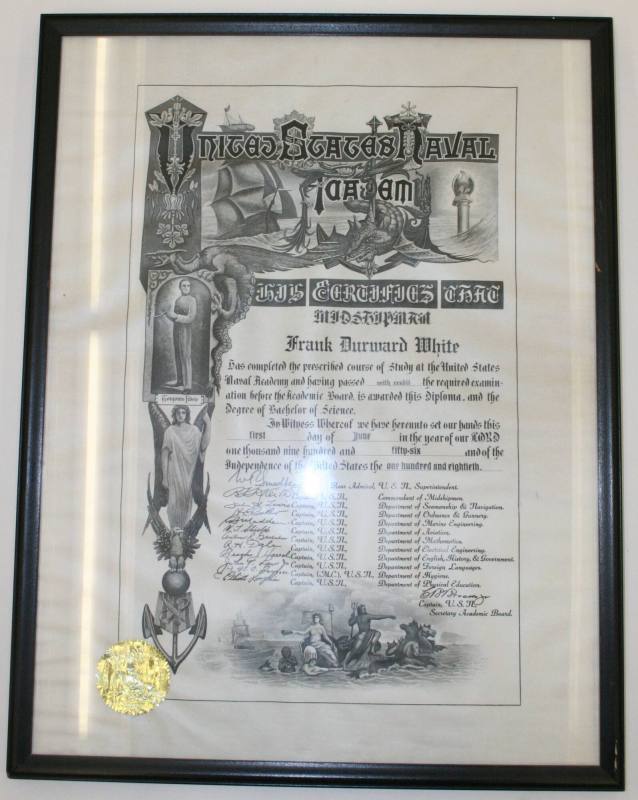 United States Naval
Academy
This Certifies That
MIDSHIPMAN
Frank Durward White
has completed the prescribed course of Study at the United States
Naval Academy and having passed with credit the required examin-
ation before the Academic Board, is awarded this Diploma, and the
Degree of Bachelor of Science.
In Witness Whereof we have hereunto set our hands this
first day of June in the year of our LORD
one thousand nine hundred and fifty-six and of the
Independence of the United States the one hundred and eightieth.
Rear Admiral, U. S. N., Superintendent.
Captain, U. S. N., Commandant of Midshipmen.
Captain, U. S. N., Department of Seamanship & Navigation.
Captain, U. S. N., Department of Ordnance & Gunnery.
Captain, U. S. N., Department of Marine Engineering.
Captain, U. S. N., Department of Aviation.
Captain, U. S. N., Department of Mathematics.
Captain, U. S. N., Department of Electrical Engineering.
Captain, U. S. N., Department of English, History, & Government.
Captain, U. S. N., Department of Foreign Languages.
Captain, (M.C.), U. S. N., Department of Hygiene.
Captain, U. S. N., Department of Physical Education.
Captain, U. S. N.
Secretary Academic Board.